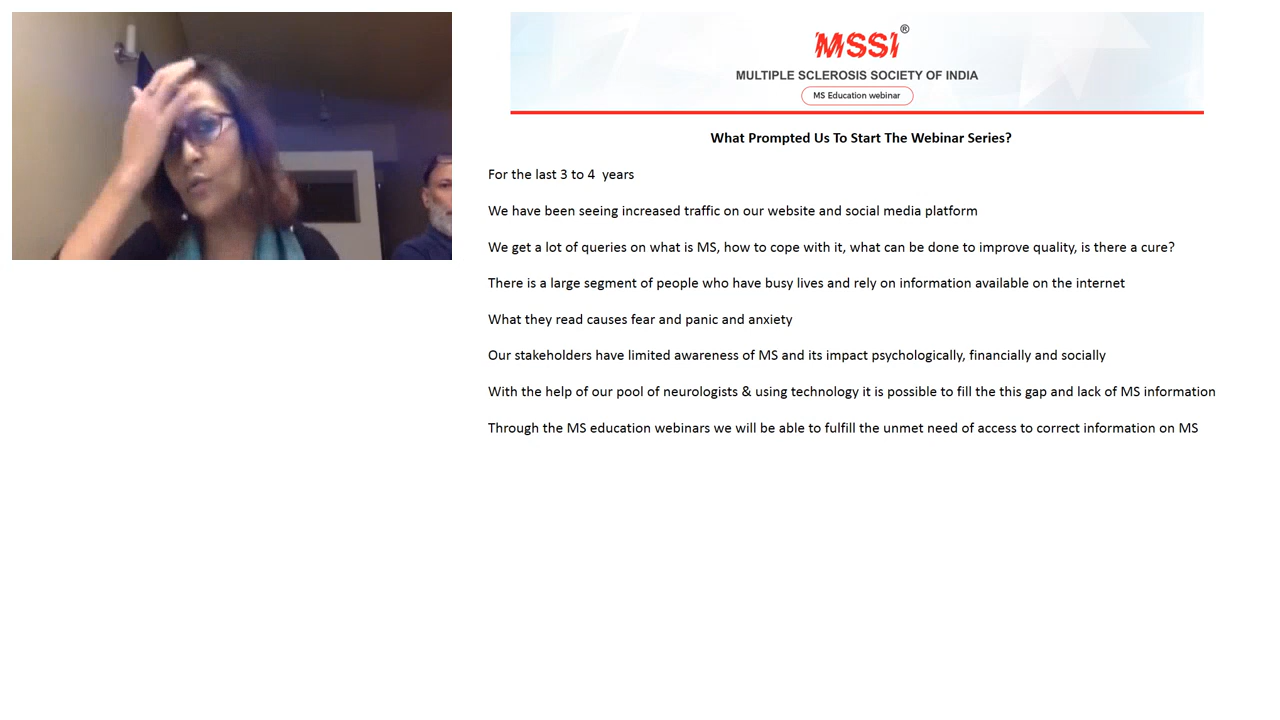 MSSI®
MULTIPLE SCLEROSIS SOCIETY OF INDIA
MS Education webinar
What Prompted Us To Start The Webinar Series?
For the last 3 to 4  years
We have been seeing increased traffic on our website and social media platform
We get a lot of queries on what is MS, how to cope with it, what can be done to improve quality, is there a cure?
There is a large segment of people who have busy lives and rely on information available on the internet
What they read causes fear and panic and anxiety
Our stakeholders have limited awareness of MS and its impact psychologically, financially and socially
With the help of our pool of neurologists & using technology it is possible to fill the this gap and lack of MS information
Through the MS education webinars we will be able to fulfill the unmet need of access to correct information on MS